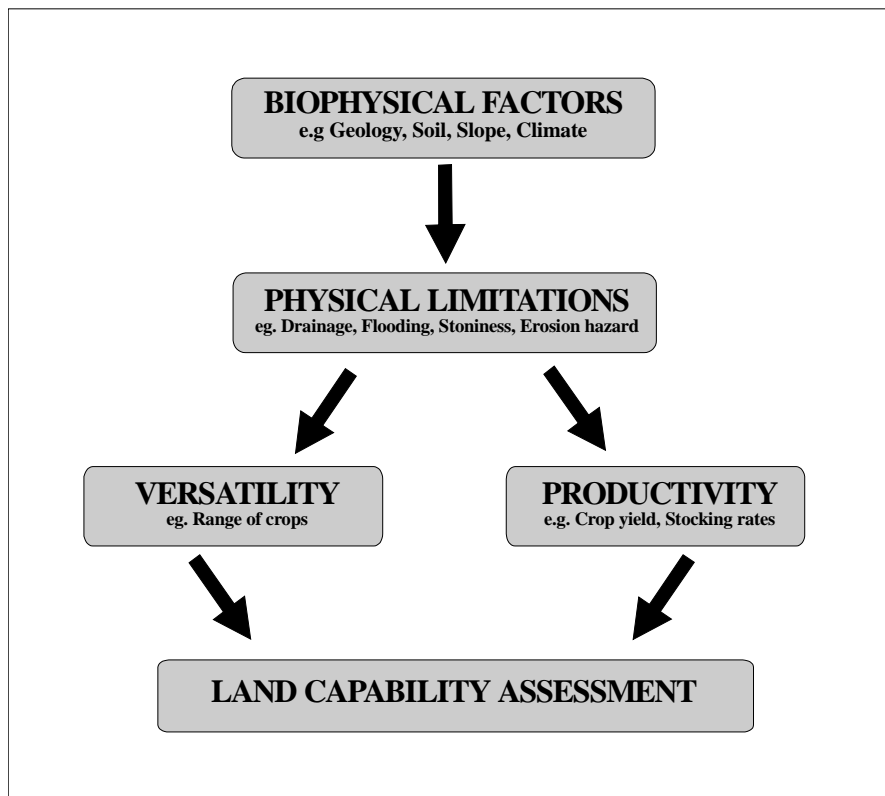 BIOPHYSICAL FACTORS
e.g Geology, Soil, Slope, Climate
PHYSICAL LIMITATIONS
eg. Drainage, Flooding, Stoniness, Erosion hazard
VERSATILITY
eg. Range of crops
PRODUCTIVITY
e.g. Crop yield, Stocking rates
LAND CAPABILITY ASSESSMENT